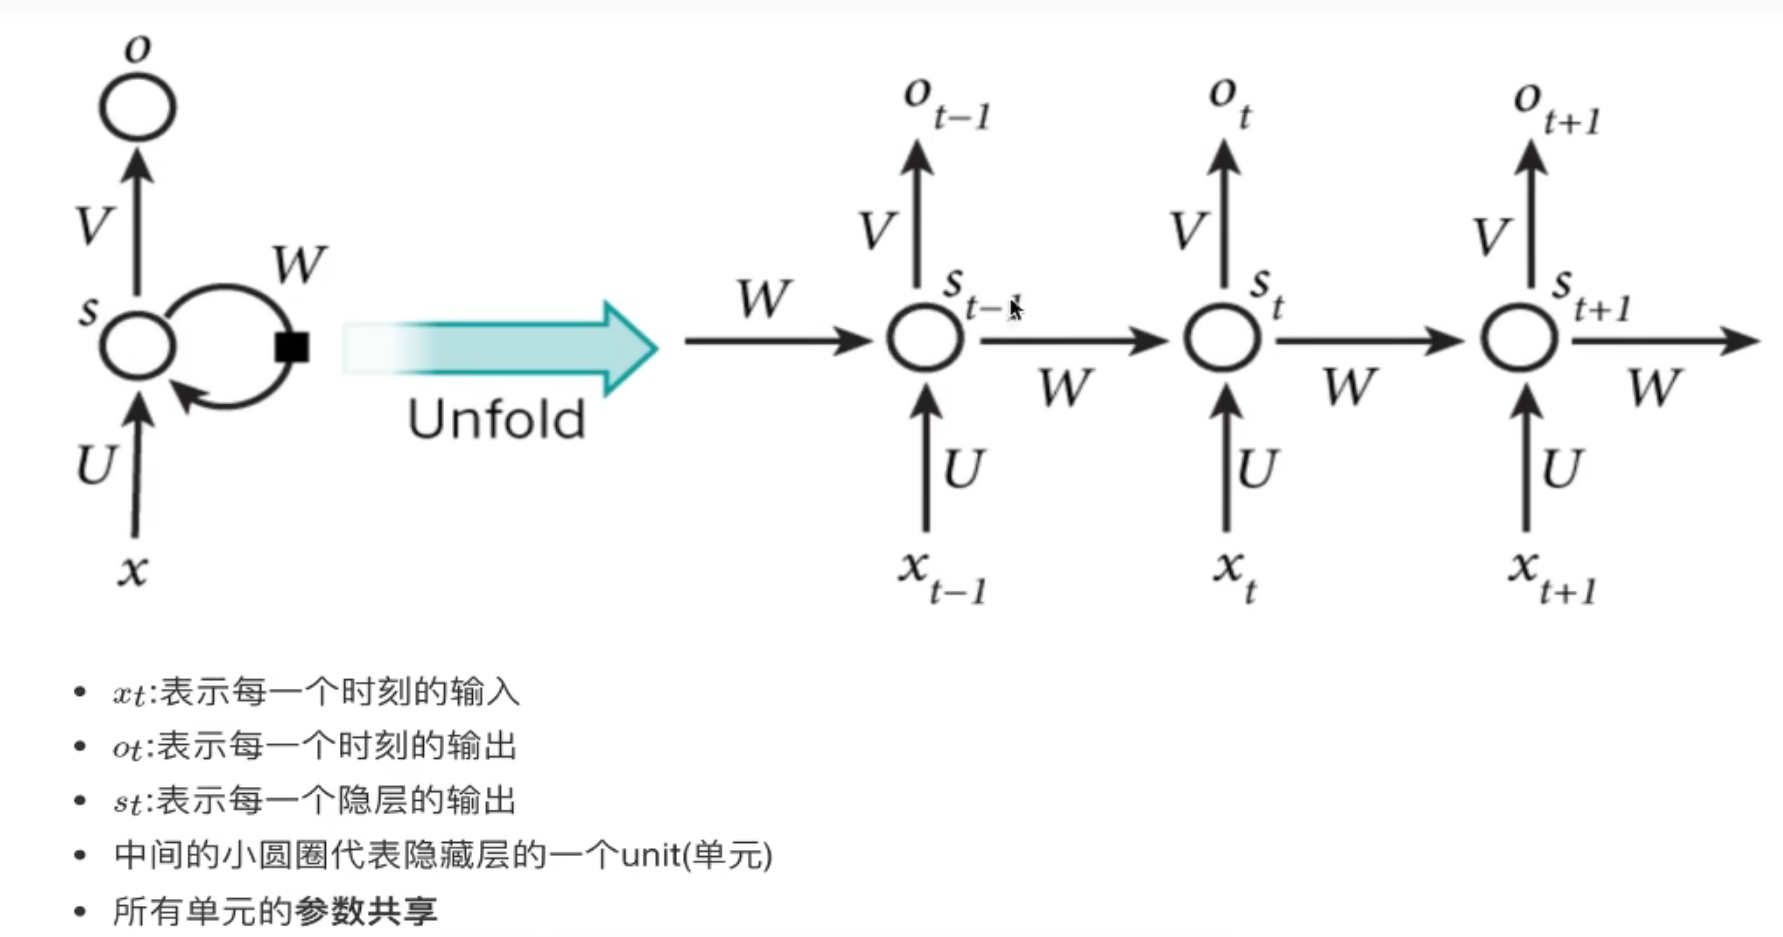 o
o t−1
o t
o t+1
V
W
V
V
V
s
W
s t−1
s t
s t+1
Unfold
W
W
W
U
U
U
U
x
x t−1
x t
x t+1
• xt:表示每一个时刻的输入
• ot:表示每一个时刻的输出
• st:表示每一个隐层的输出
• 中间的小圆圈代表隐藏层的一个unit(单元)
• 所有单元的参数共享